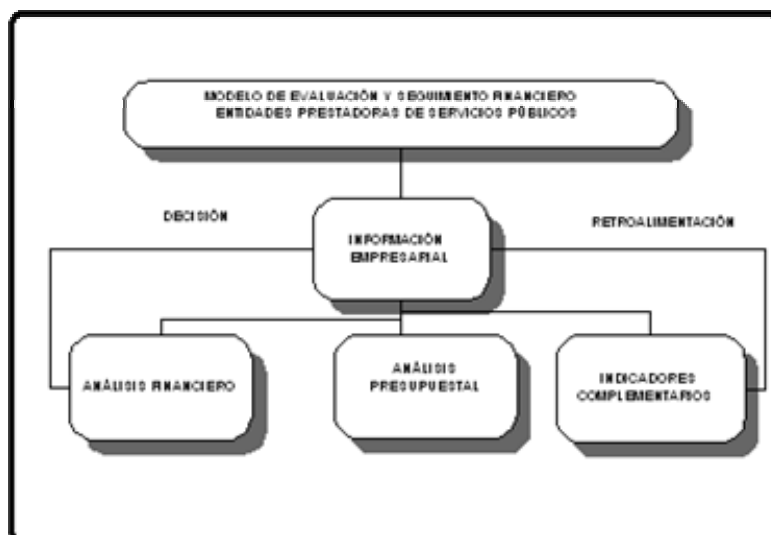 MODELO DE EVALUACIÓN Y SEGUIMIENTO FINANCIERO
ENTIDADES PRESTADORAS DE SERVICIOS PÚBLICOS
DECISIÓN
RETROALIMENTACIÓN
INFORMACIÓN
EMPRESARIAL
ANÁLISIS FINANCIERO
ANÁLISIS
PRESUPUESTAL
INDICADORES
COMPLEMENTARIOS